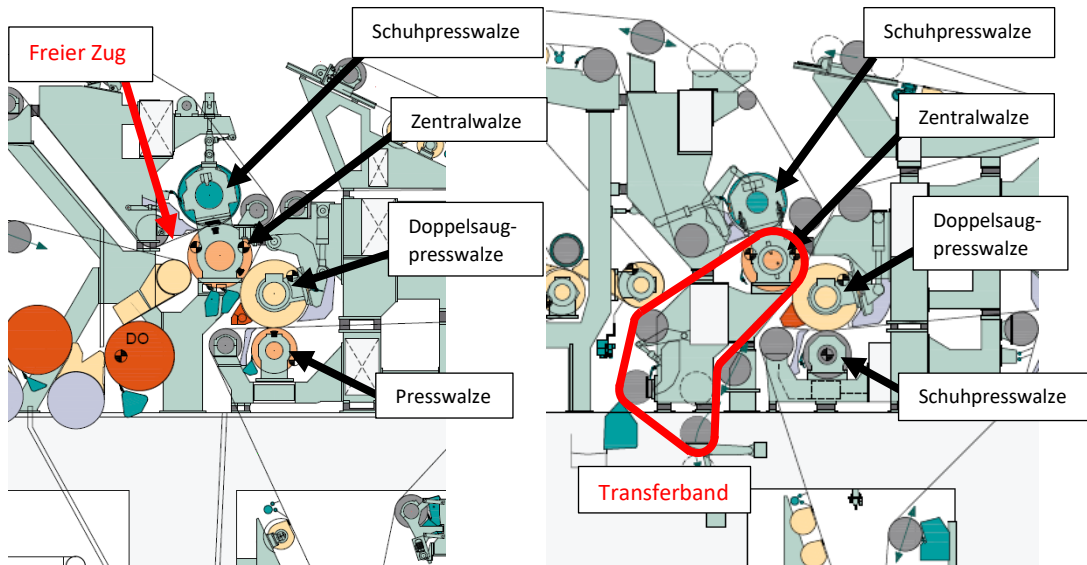 Freier Zug
Schuhpresswalze
Zentralwalze
Doppelsaug-
presswalze
DO
Presswalze
Schuhpresswalze
Zentralwalze
Doppelsaug-
presswalze
Schuhpresswalze
Transferband